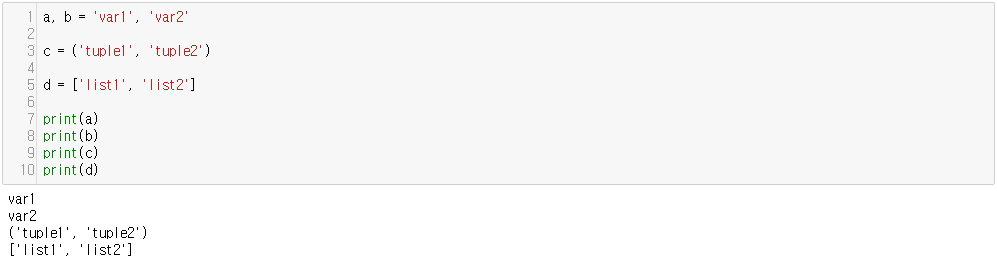 1 a, b = 'var1', 'var2'
2
3 c = ('tuple1', 'tuple2')
4
5 d = ['list1', 'list2']
6
7 print(a)
8 print(b)
9 print(c)
10 print(d)
var1
var2
('tuple1', 'tuple2')
['list1', 'list2']